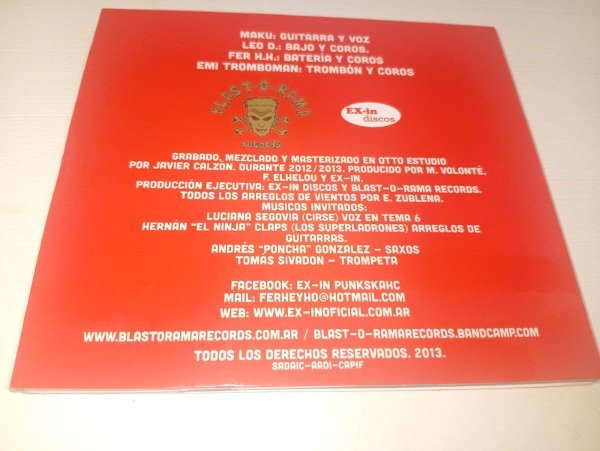 MAKU: GUITARRA Y VOZ
LEO D.: BAJO Y COROS.
FER H.H.: BATERÍA Y COROS
EMI TROMBOMAN: TROMBÓN Y COROS
BLAST-O-RAMA
EX-in
discos
GRABADO, MEZCLADO Y MASTERIZADO EN OTTO ESTUDIO
POR JAVIER CALZON. DURANTE 2012/2013. PRODUCIDO POR M. VOLONTÉ,
F. ELHELOU Y EX-IN.
PRODUCCIÓN EJECUTIVA: EX-IN DISCOS Y BLAST-O-RAMA RECORDS.
TODOS LOS ARREGLOS DE VIENTOS POR E. ZUBLENA.
MUSICOS INVITADOS:
LUCIANA SEGOVIA (CIRSE) VOZ EN TEMA 6
HERNÁN "EL NINJA" CLAPS (LOS SUPERLADRONES) ARREGLOS DE
GUITARRAS.
ANDRÉS "PONCHA" GONZALEZ - SAXOS
TOMAS SIVADON - TROMPETA
FACEBOOK: EX-IN PUNKSKAHC
MAIL: FERHEYHO@HOTMAIL.COM
WEB: WWW.EX-INOFICIAL.COM.AR
WWW.BLASTORAMARECORDS.COM.AR / BLAST-O-RAMARECORDS.BANDCAMP.COM
TODOS LOS DERECHOS RESERVADOS. 2013.
SADAIC-AADI-CAPIF